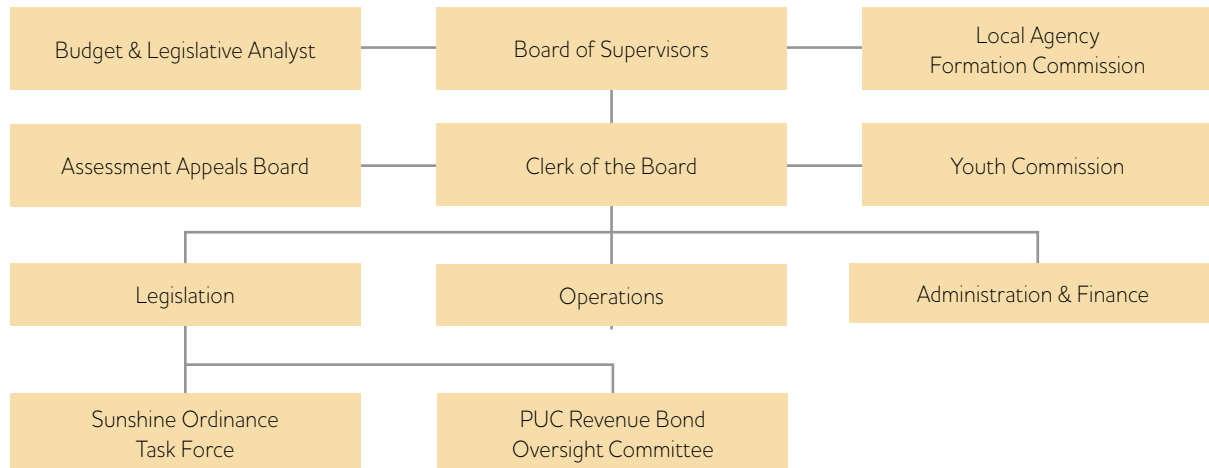 Budget & Legislative Analyst
Board of Supervisors
Local Agency
Formation Commission
Assessment Appeals Board
Clerk of the Board
Youth Commission
Legislation
Operations
Administration & Finance
Sunshine Ordinance
Task Force
PUC Revenue Bond
Oversight Committee